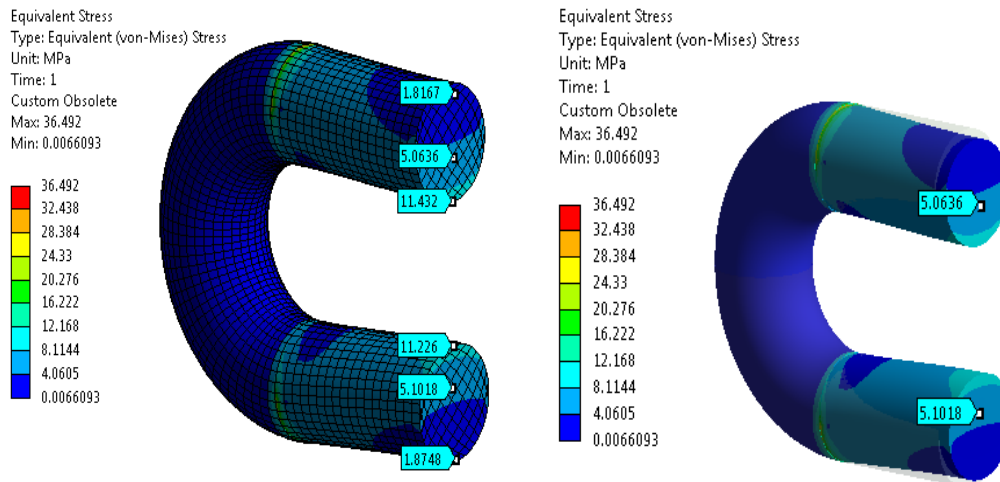 Equivalent Stress
Type: Equivalent (von-Mises) Stress
Unit: MPa
Time: 1
Custom Obsolete
Max: 36.492
Min: 0.0066093
36.492
32.438
28.384
24.33
20.276
16.222
12.168
8.1144
4.0605
0.0066093
1.8167
5.0636
11.432
11.226
5.1018
1.8748
Equivalent Stress
Type: Equivalent (von-Mises) Stress
Unit: MPa
Time: 1
Custom Obsolete
Max: 36.492
Min: 0.0066093
36.492
32.438
28.384
24.33
20.276
16.222
12.168
8.1144
4.0605
0.0066093
5.0636
5.1018